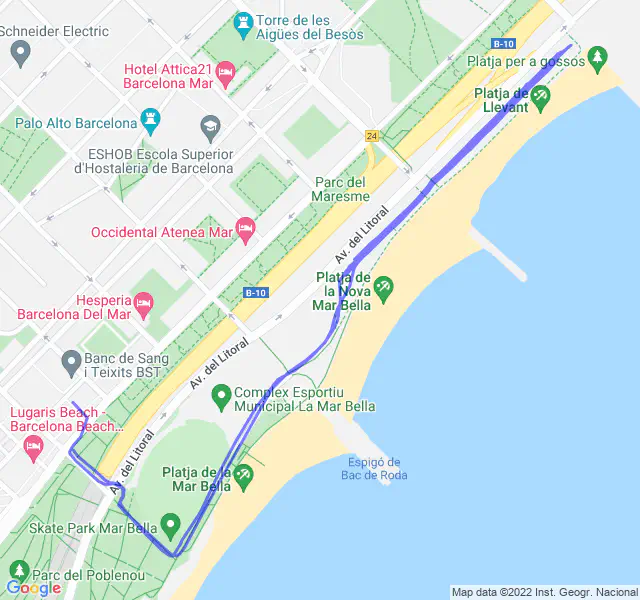 Schneider Electric
Torre de les
Aigües del Besòs
B-10
Platja per a gossos
Hotel Attica21
Barcelona Mar
Platja de
Llevant
Palo Alto Barcelona
24
ESHOB Escola Superior
d'Hostaleria de Barcelona
Parc del
Maresme
Occidental Atenea Mar
Av. del Litoral
Platja de
la Nova
Mar Bella
B-10
Hesperia
Barcelona Del Mar
Av. del Litoral
Banc de Sang
i Teixits BST
Complex Esportiu
Municipal La Mar Bella
Lugaris Beach -
Barcelona Beach...
Av. del Litoral
Platja de la
Mar Bella
Espigó de
Bac de Roda
Skate Park Mar Bella
Parc del Poblenou
Google
Map data ©2022 Inst. Geogr. Nacional